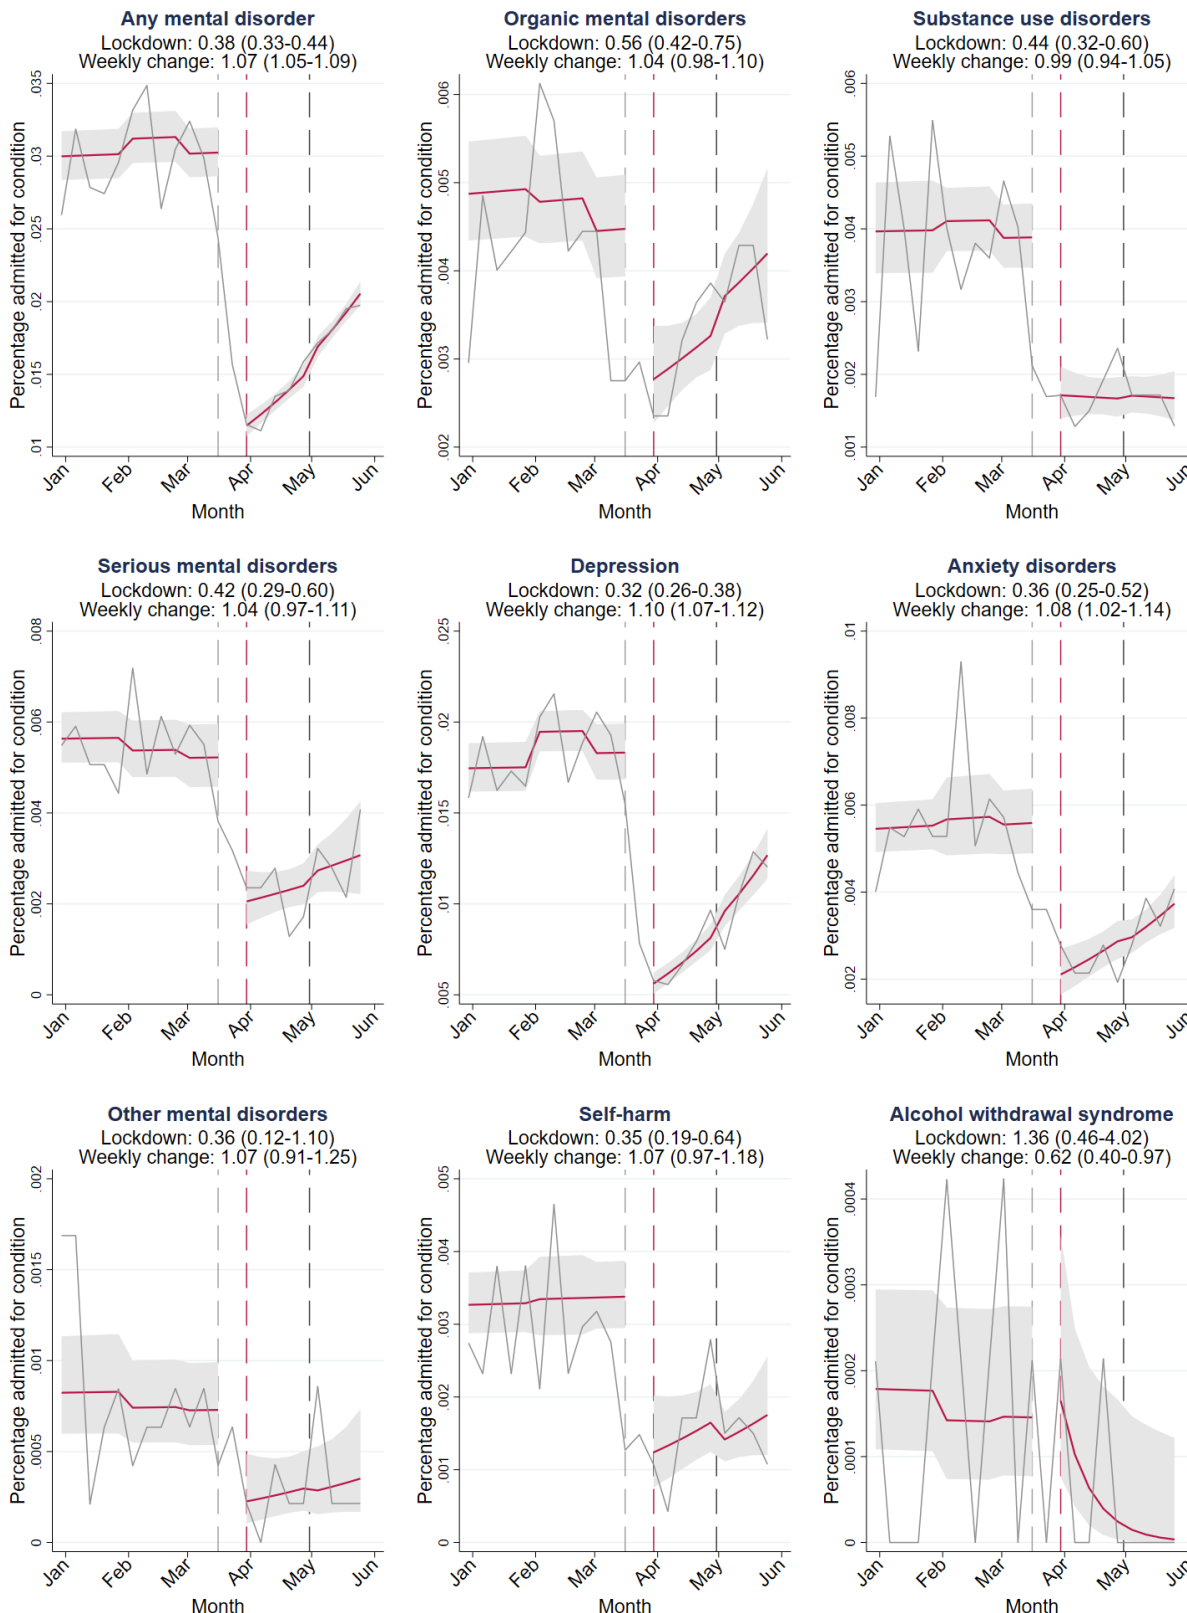 Any mental disorder
Lockdown: 0.38 (0.33-0.44)
Weekly change: 1.07 (1.05-1.09)
Percentage admitted for condition
.035
.03
.025
.02
.015
.01
Jan Feb Mar Apr May Jun
Month
Organic mental disorders
Lockdown: 0.56 (0.42-0.75)
Weekly change: 1.04 (0.98-1.10)
Percentage admitted for condition
.006
.005
.004
.003
.002
Jan Feb Mar Apr May Jun
Month
Substance use disorders
Lockdown: 0.44 (0.32-0.60)
Weekly change: 0.99 (0.94-1.05)
Percentage admitted for condition
.006
.005
.004
.003
.002
.001
Jan Feb Mar Apr May Jun
Month
Serious mental disorders
Lockdown: 0.42 (0.29-0.60)
Weekly change: 1.04 (0.97-1.11)
Percentage admitted for condition
.008
.006
.004
.002
0
Jan Feb Mar Apr May Jun
Month
Depression
Lockdown: 0.32 (0.26-0.38)
Weekly change: 1.10 (1.07-1.12)
Percentage admitted for condition
.025
.02
.015
.01
.005
Jan Feb Mar Apr May Jun
Month
Anxiety disorders
Lockdown: 0.36 (0.25-0.52)
Weekly change: 1.08 (1.02-1.14)
Percentage admitted for condition
.01
.008
.006
.004
.002
Jan Feb Mar Apr May Jun
Month
Other mental disorders
Lockdown: 0.36 (0.12-1.10)
Weekly change: 1.07 (0.91-1.25)
Percentage admitted for condition
.002
.0015
.001
.0005
0
Jan Feb Mar Apr May Jun
Month
Self-harm
Lockdown: 0.35 (0.19-0.64)
Weekly change: 1.07 (0.97-1.18)
Percentage admitted for condition
.005
.004
.003
.002
.001
0
Jan Feb Mar Apr May Jun
Month
Alcohol withdrawal syndrome
Lockdown: 1.36 (0.46-4.02)
Weekly change: 0.62 (0.40-0.97)
Percentage admitted for condition
.0004
.0003
.0002
.0001
0
Jan Feb Mar Apr May Jun
Month